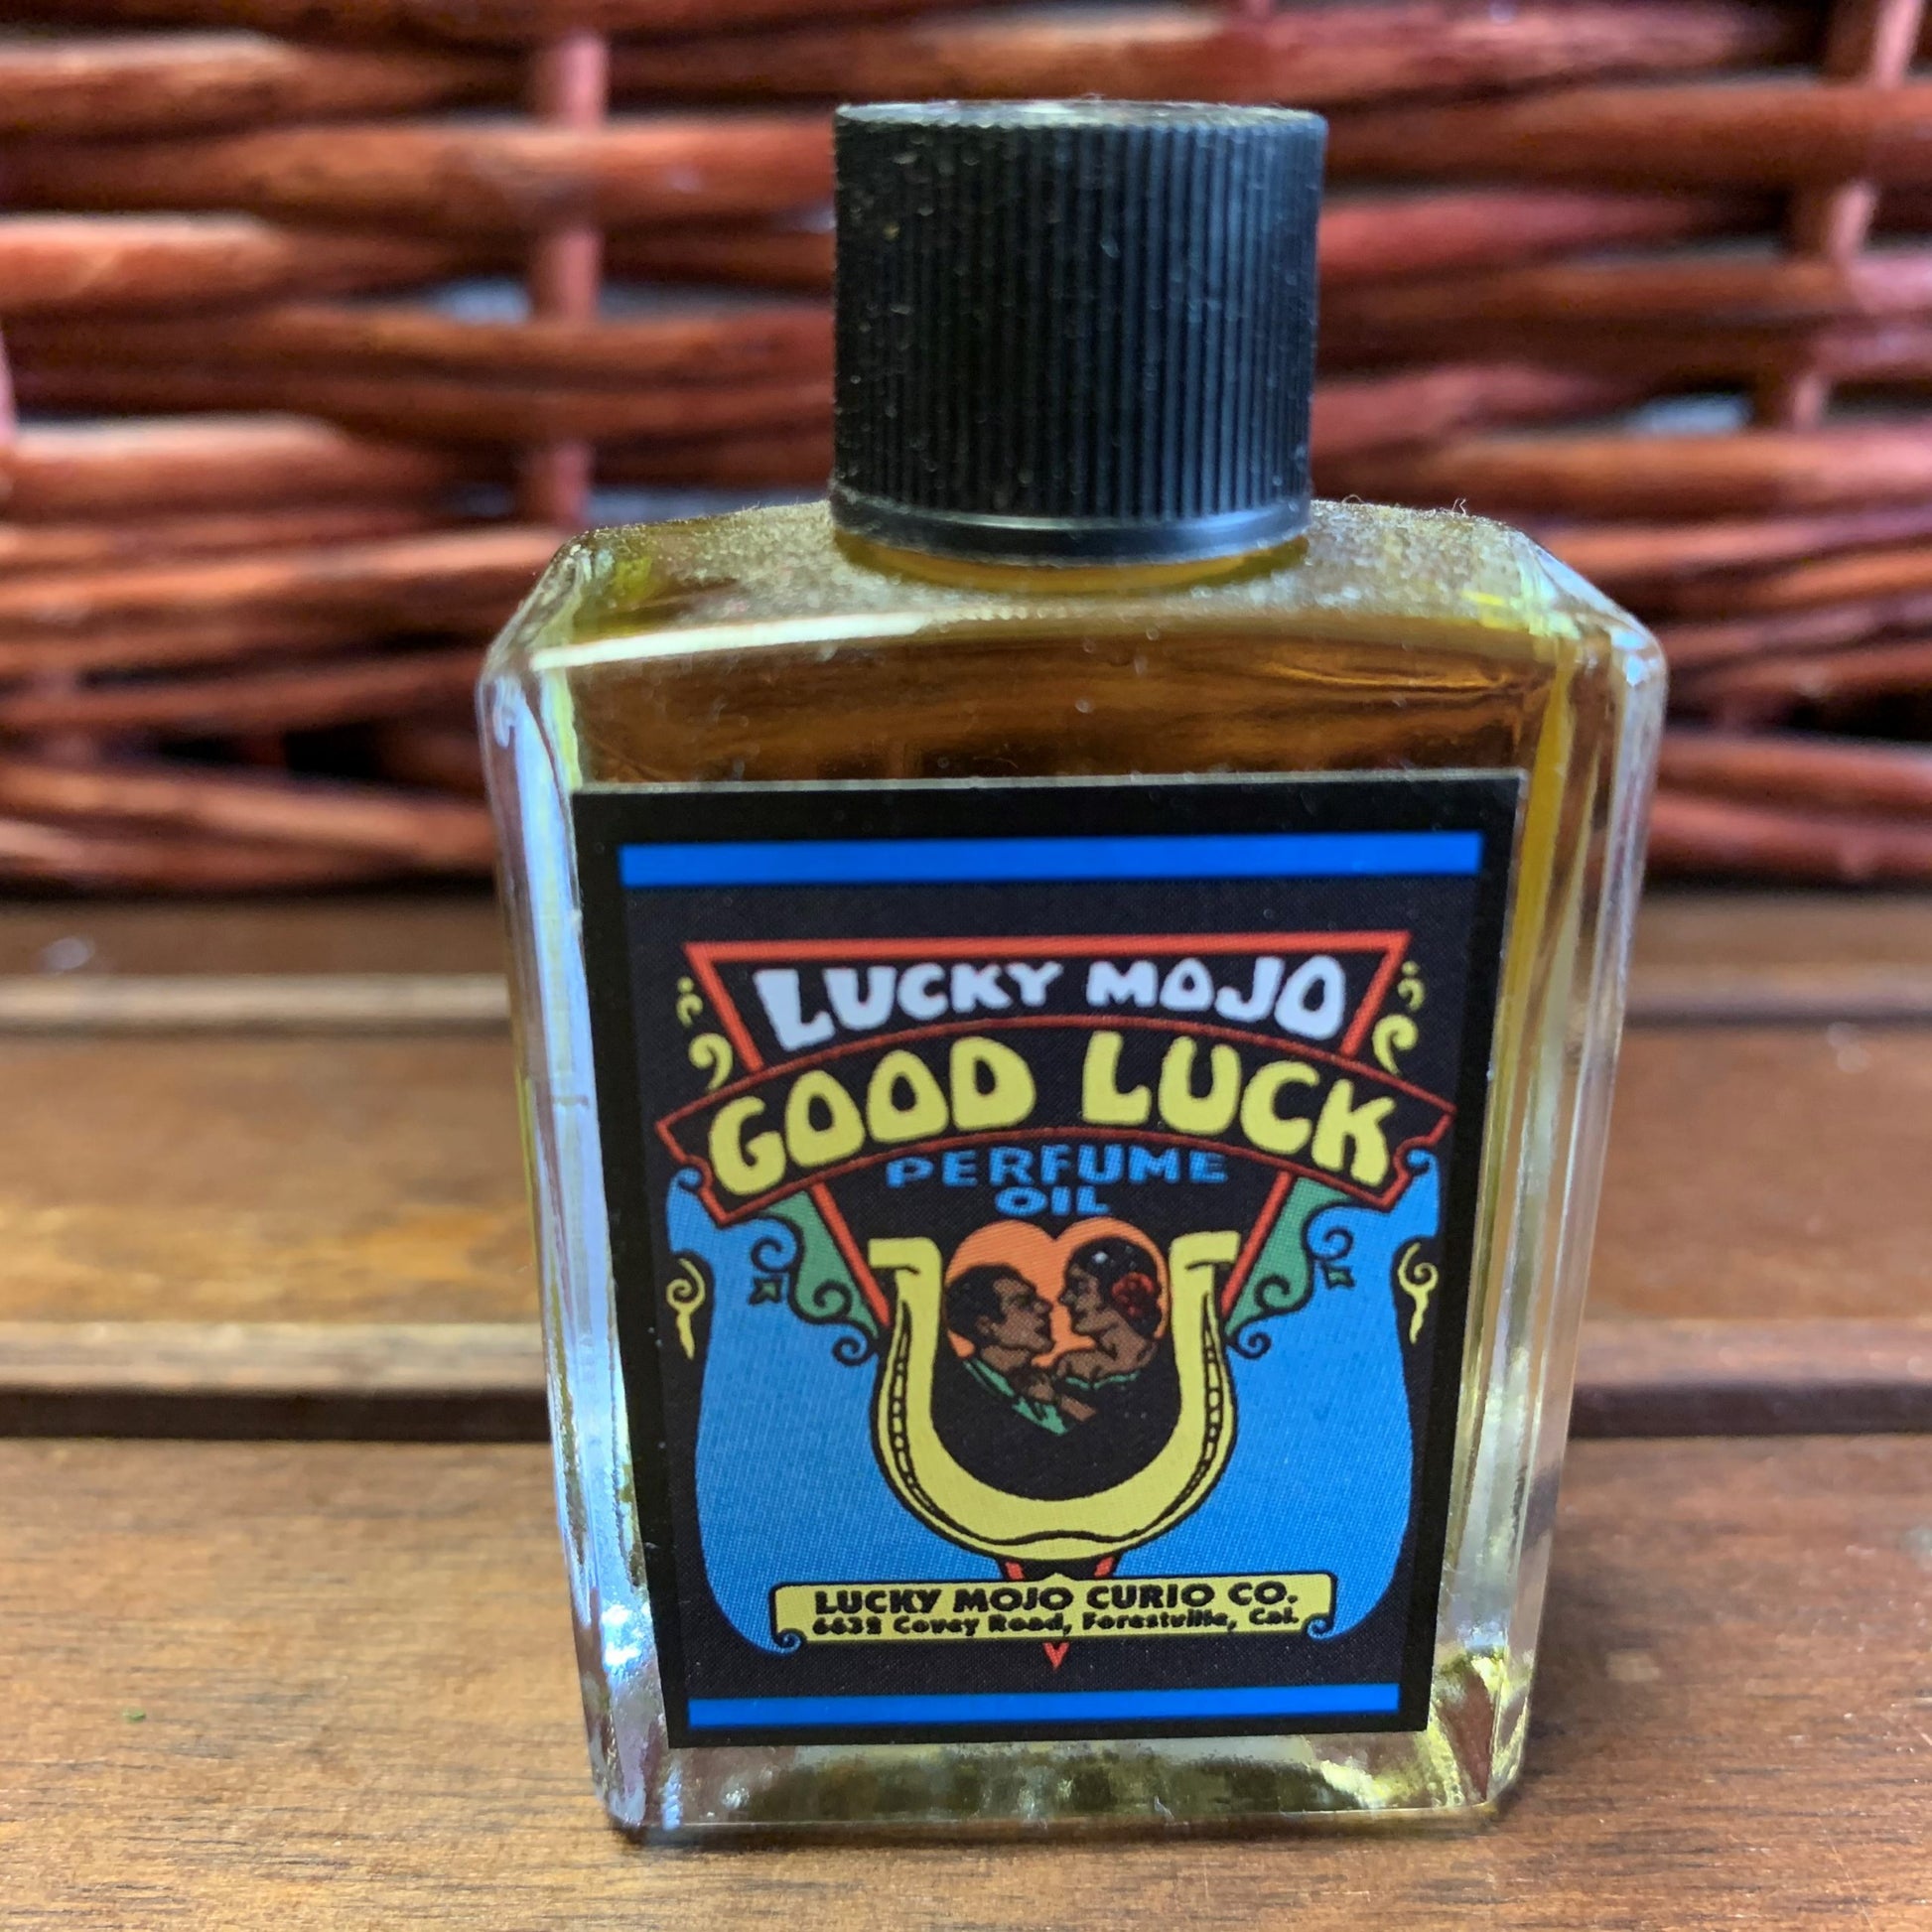 LUCKY MOJO
GOOD LUCK
PERFUME
OIL
LUCKY MOJO CURIO CO.
6632 Covey Road, Forestville, Cal.